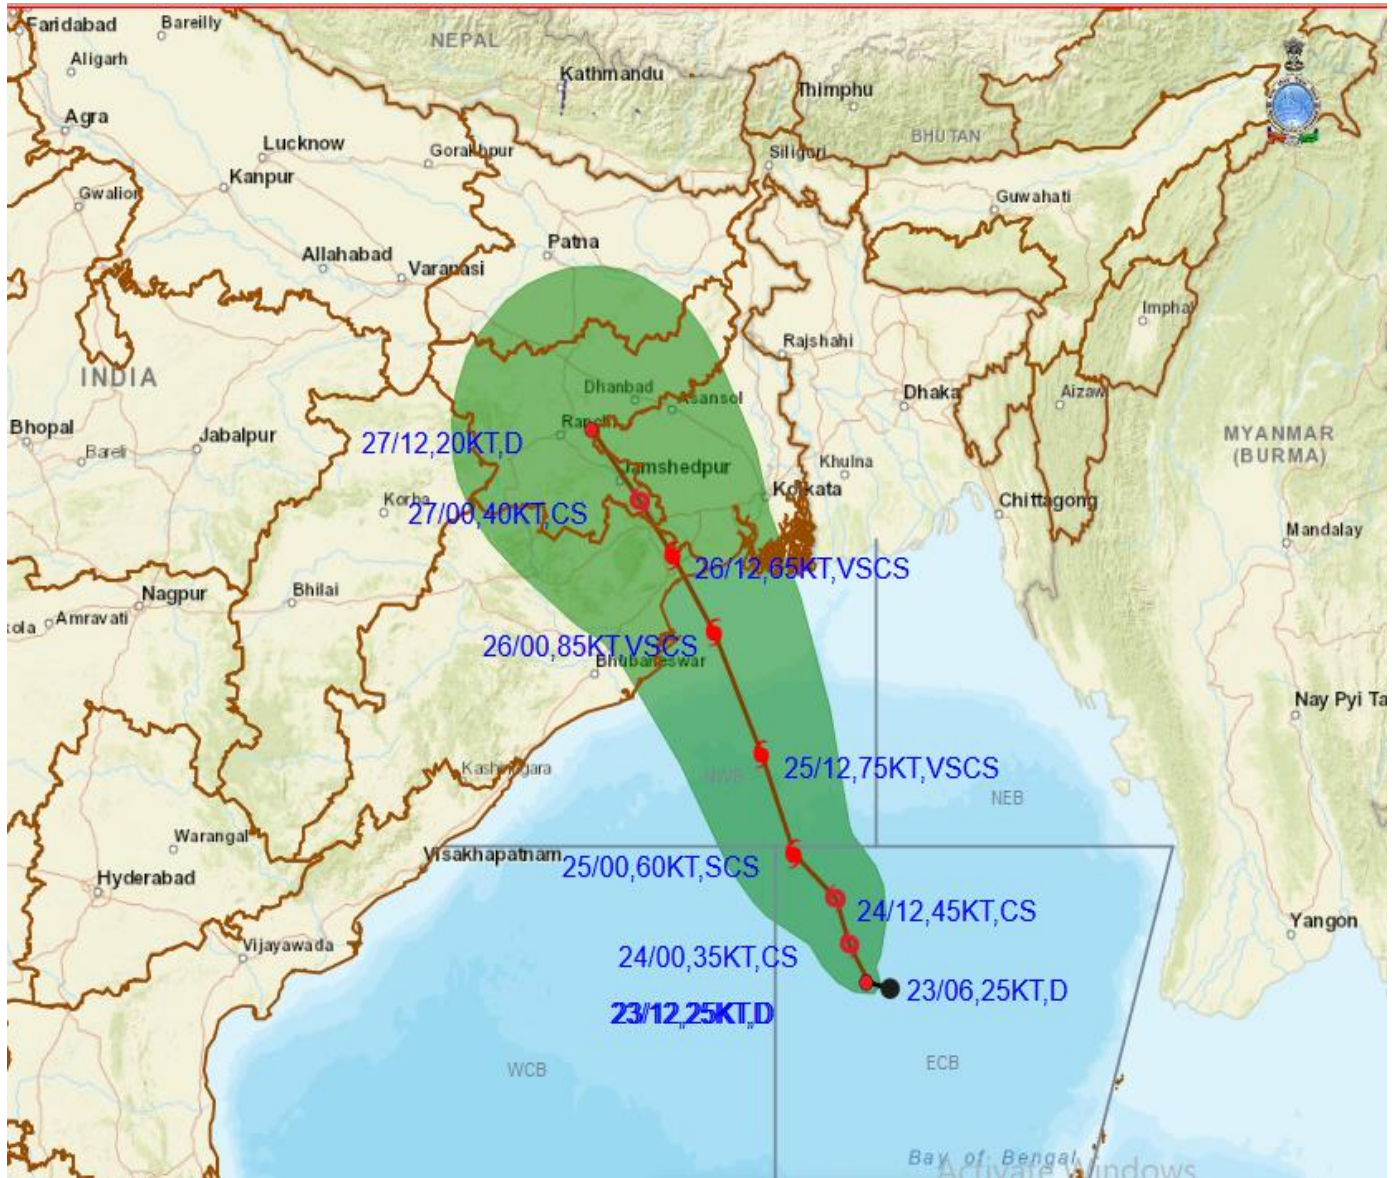 Faridabad
Bareilly
NEPAL
Aligarh
Kathmandu
Thimphu
Agra
BHUTAN
Lucknow
Gorakhpur
Siliguri
Kanpur
Gwalior
Guwahati
Patna
Allahabad
Varanasi
Imphal
Rajshahi
INDIA
Dhanbad
Asansol
Dhaka
Aizaw
Bhopal
Jabalpur
Ranchi
MYANMAR
(BURMA)
27/12,20KT,D
Bareli
Jamshedpur
Khulna
Korba
Kolkata
Chittagong
27/00,40KT,CS
Mandalay
26/12,65KT,VSCS
Nagpur
Bhilai
Amravati
kola
26/00,85KT,VSCS
Bhubaneswar
Nay Pyi Ta
25/12,75KT,VSCS
NWB
NEB
Warangal
Visakhapatnam
25/00,60KT,SCS
Hyderabad
24/12,45KT,CS
Yangon
Vijayawada
24/00,35KT,CS
23/06,25KT,D
23/12,25KT,D
WCB
ECB
Bay of Bengal
Activate Windows